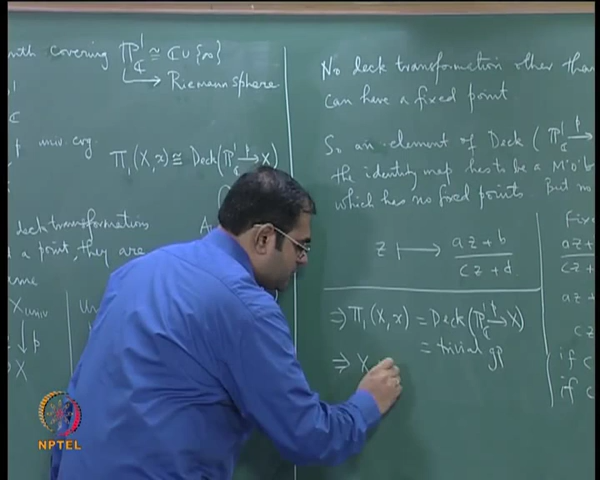 with covering P¹_ℂ ≅ ℂ∪{∞}
→ Riemann sphere
ℂ
p univ. cvg.
Π₁(X,x) ≅ Deck(P¹_ℂ →p X)
deck transformations
a point, they are
X univ
↓ p
X
No deck transformation other than
can have a fixed point
So an element of Deck (P¹_ℂ →p
the identity map has to be a Möb
which has no fixed points. But no
z ⟼ az+b
cz+d
⇒ Π₁(X,x) = Deck(P¹_ℂ →p X)
= trivial gp
⇒ X
Fixe
az+
cz+
az+
cz
if c
if c
NPTEL